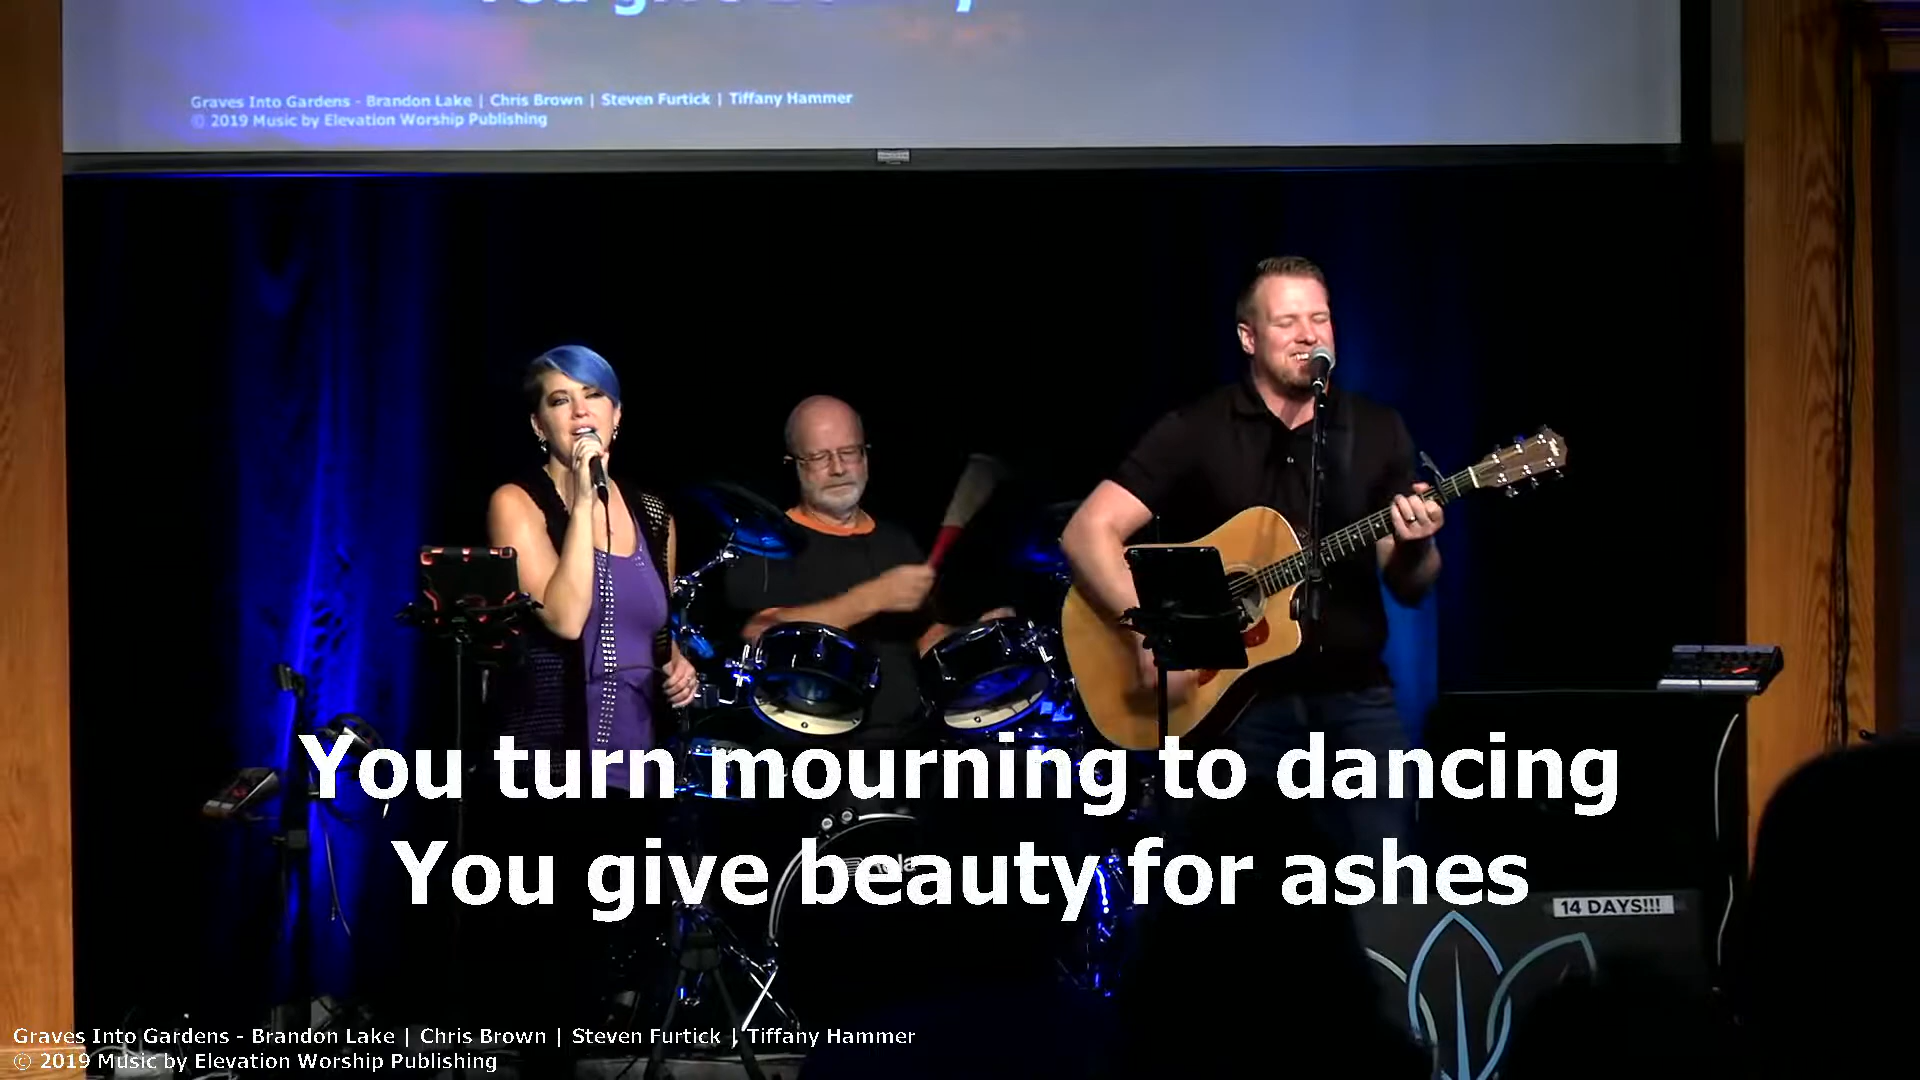 Graves Into Gardens - Brandon Lake | Chris Brown | Steven Furtick | Tiffany Hammer
© 2019 Music by Elevation Worship Publishing
You turn mourning to dancing
You give beauty for ashes
14 DAYS!!!
Graves Into Gardens - Brandon Lake | Chris Brown | Steven Furtick | Tiffany Hammer
© 2019 Music by Elevation Worship Publishing